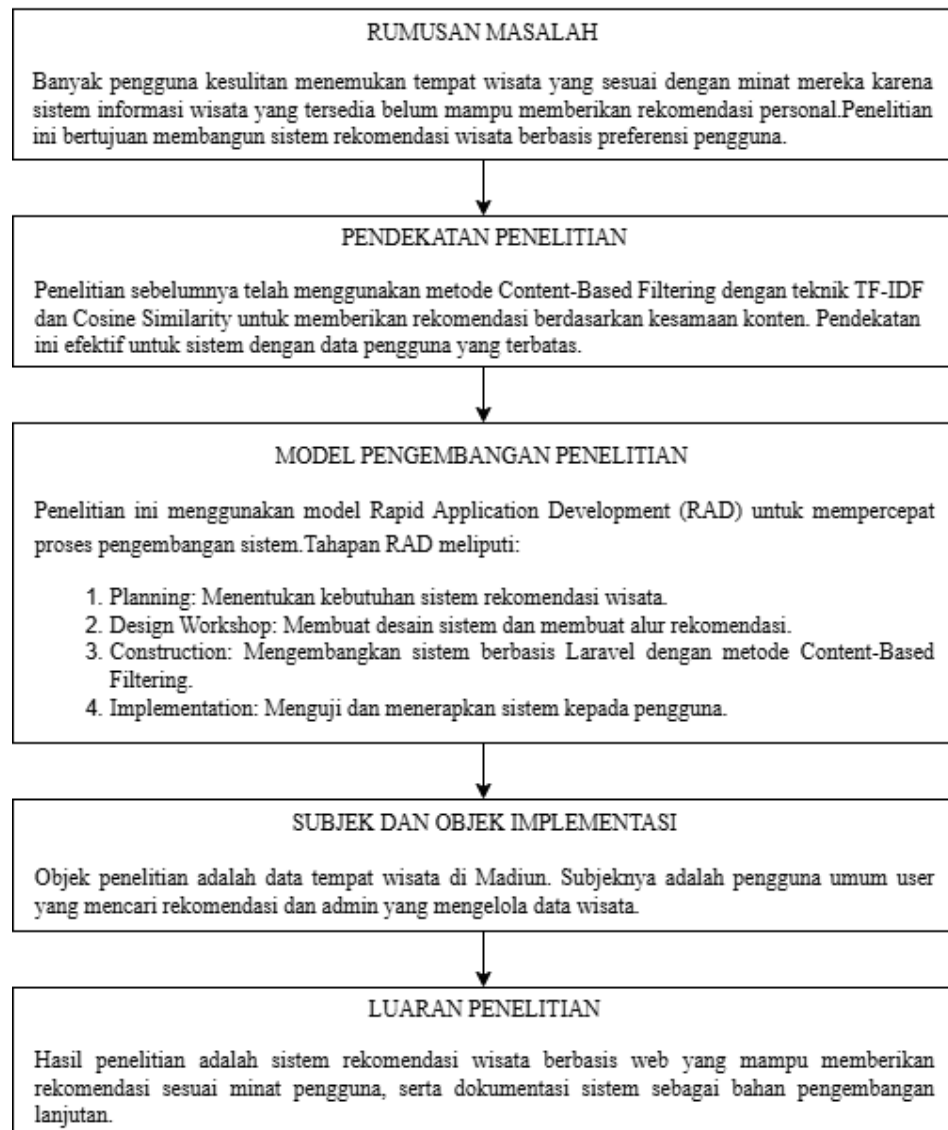 RUMUSAN MASALAH
Banyak pengguna kesulitan menemukan tempat wisata yang sesuai dengan minat mereka karena
sistem informasi wisata yang tersedia belum mampu memberikan rekomendasi personal.Penelitian
ini bertujuan membangun sistem rekomendasi wisata berbasis preferensi pengguna.
PENDEKATAN PENELITIAN
Penelitian sebelumnya telah menggunakan metode Content-Based Filtering dengan teknik TF-IDF
dan Cosine Similarity untuk memberikan rekomendasi berdasarkan kesamaan konten. Pendekatan
ini efektif untuk sistem dengan data pengguna yang terbatas.
MODEL PENGEMBANGAN PENELITIAN
Penelitian ini menggunakan model Rapid Application Development (RAD) untuk mempercepat
proses pengembangan sistem.Tahapan RAD meliputi:
1. Planning: Menentukan kebutuhan sistem rekomendasi wisata.
2. Design Workshop: Membuat desain sistem dan membuat alur rekomendasi.
3. Construction: Mengembangkan sistem berbasis Laravel dengan metode Content-Based
Filtering.
4. Implementation: Menguji dan menerapkan sistem kepada pengguna.
SUBJEK DAN OBJEK IMPLEMENTASI
Objek penelitian adalah data tempat wisata di Madiun. Subjeknya adalah pengguna umum user
yang mencari rekomendasi dan admin yang mengelola data wisata.
LUARAN PENELITIAN
Hasil penelitian adalah sistem rekomendasi wisata berbasis web yang mampu memberikan
rekomendasi sesuai minat pengguna, serta dokumentasi sistem sebagai bahan pengembangan
lanjutan.